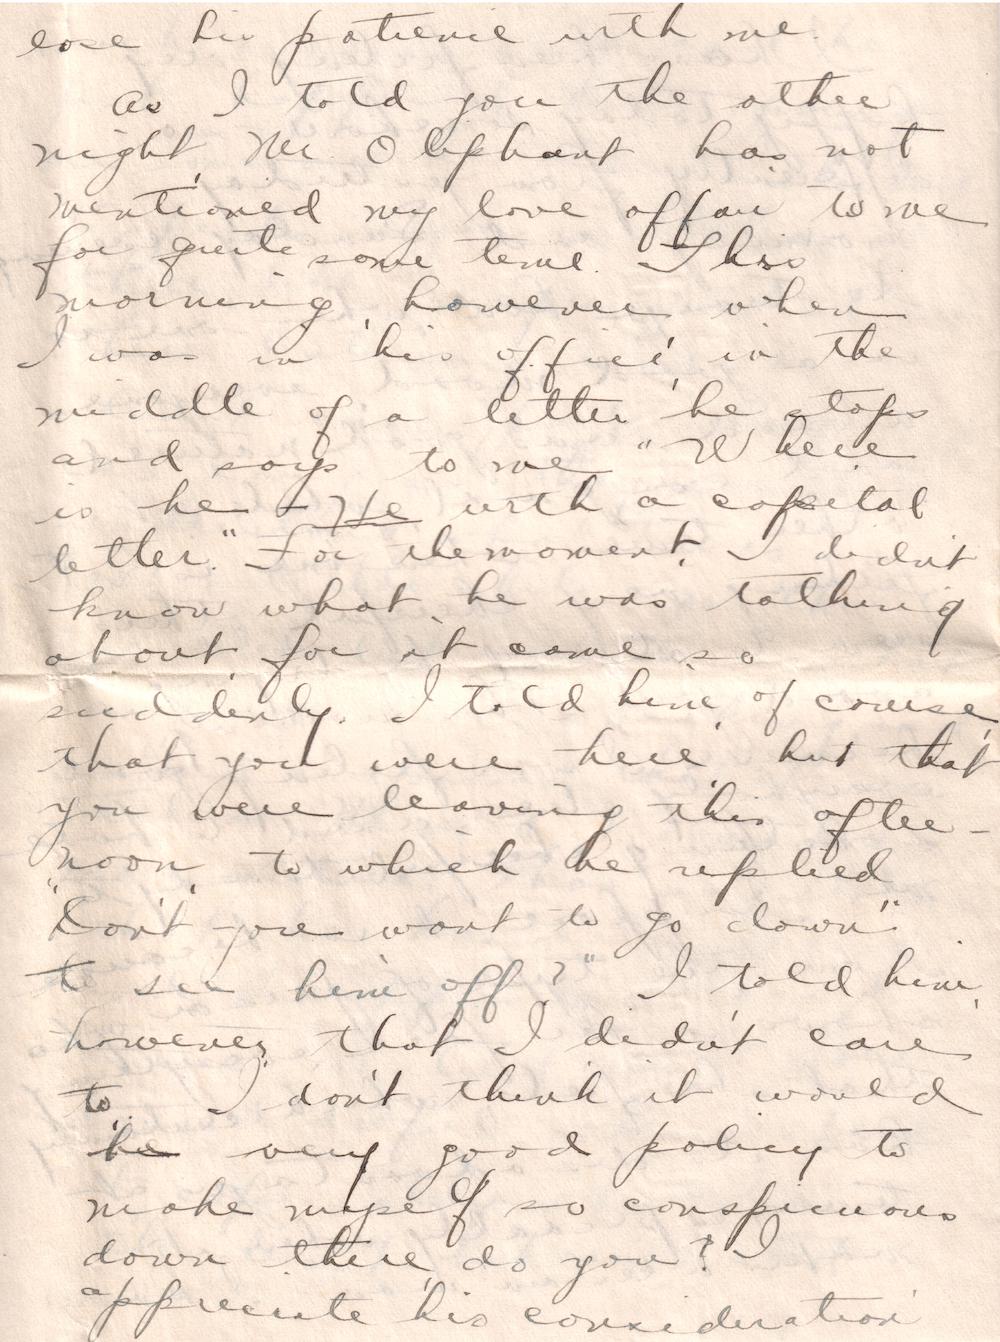 lose his patience with me.
As I told you the other
night, Mr. Oliphant has not
mentioned my love affair to me
for quite some time. This
morning, however, when
I was in his office, in the
middle of a letter he stops
and says to me "Where
is he - He with a capital
letter." For the moment, I didn't
know what he was talking
about for it came so
suddenly. I told him, of course,
that you were here, but that
you were leaving this after-
noon, to which he replied
"Don't you want to go down"
to see him off?" I told him,
however, that I didn't care
to. I don't think it would
be very good policy to
make myself so conspicuous
down there do you? I
appreciate his consideration